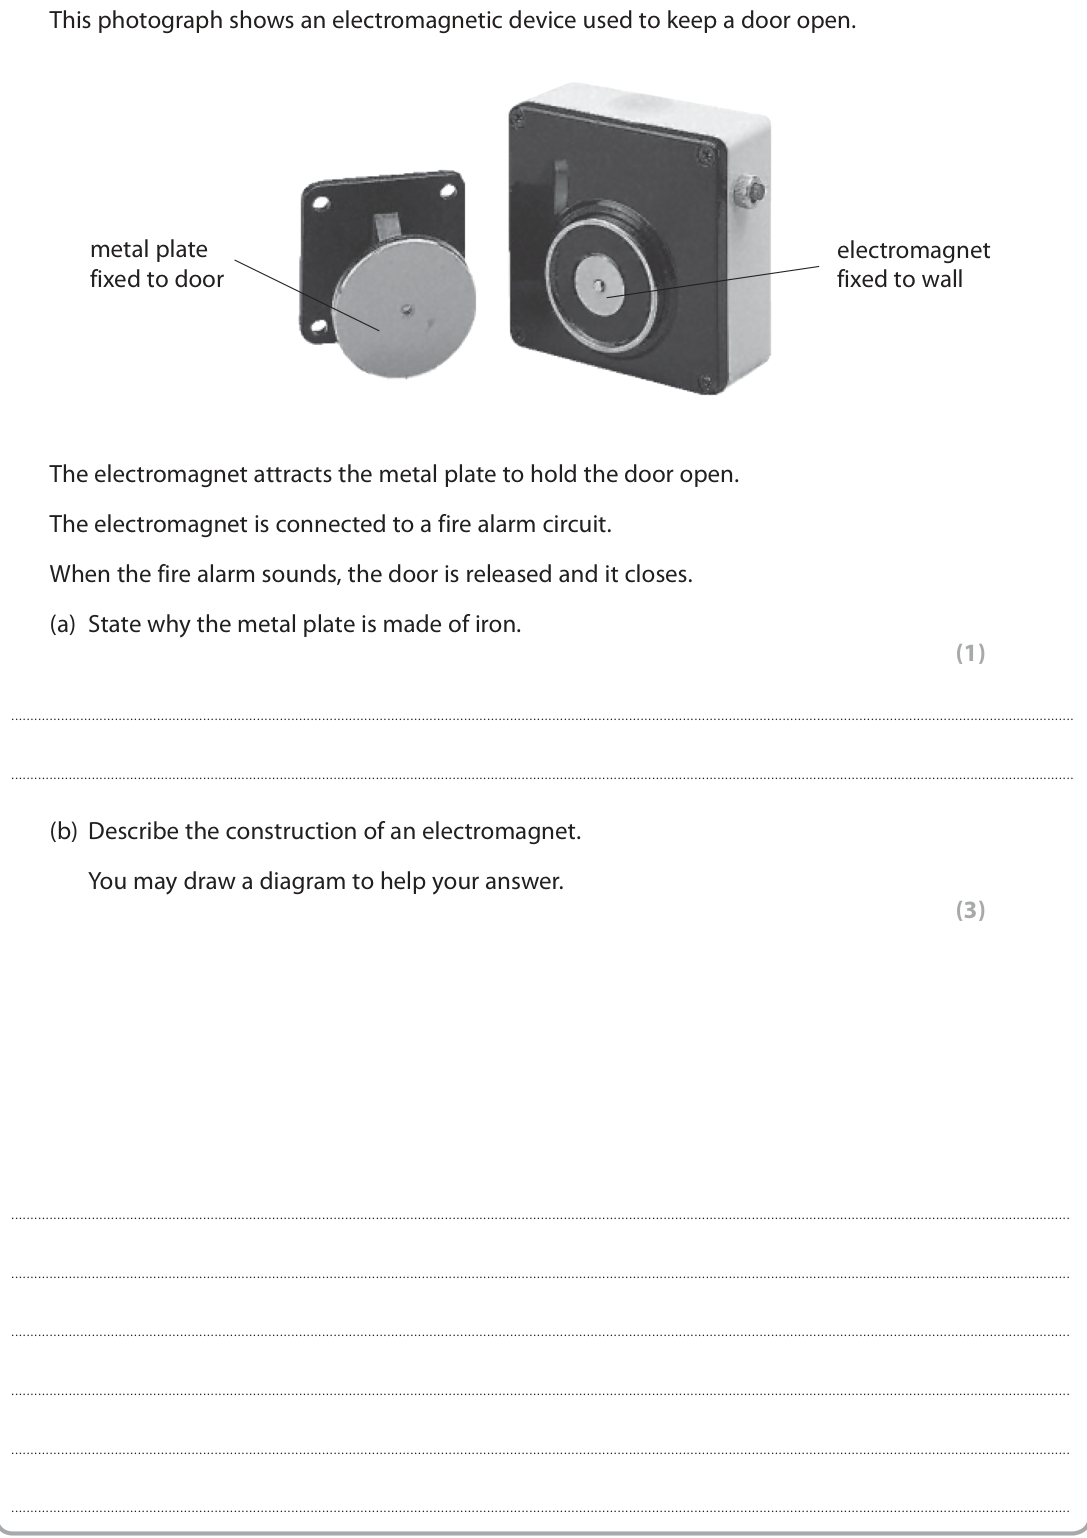 This photograph shows an electromagnetic device used to keep a door open.
metal plate
fixed to door
electromagnet
fixed to wall
The electromagnet attracts the metal plate to hold the door open.
The electromagnet is connected to a fire alarm circuit.
When the fire alarm sounds, the door is released and it closes.
(a) State why the metal plate is made of iron.
(1)
(b) Describe the construction of an electromagnet.
You may draw a diagram to help your answer.
(3)